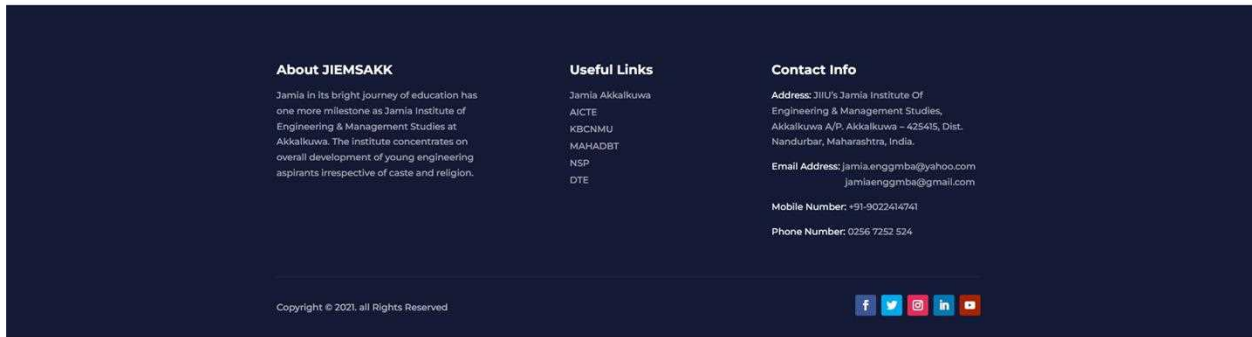 About JIEMSAKK
Jamia in its bright journey of education has
one more milestone as Jamia Institute of
Engineering & Management Studies at
Akkalkuwa. The institute concentrates on
overall development of young engineering
aspirants irrespective of caste and religion.
Useful Links
Jamia Akkalkuwa
AICTE
KBCNMU
MAHADBT
NSP
DTE
Contact Info
Address: JIIU's Jamia Institute Of
Engineering & Management Studies,
Akkalkuwa A/P. Akkalkuwa – 425415, Dist.
Nandurbar, Maharashtra, India.
Email Address: jamia.enggmba@yahoo.com
jamiaenggmba@gmail.com
Mobile Number: +91-9022414741
Phone Number: 0256 7252 524
Copyright © 2021. all Rights Reserved